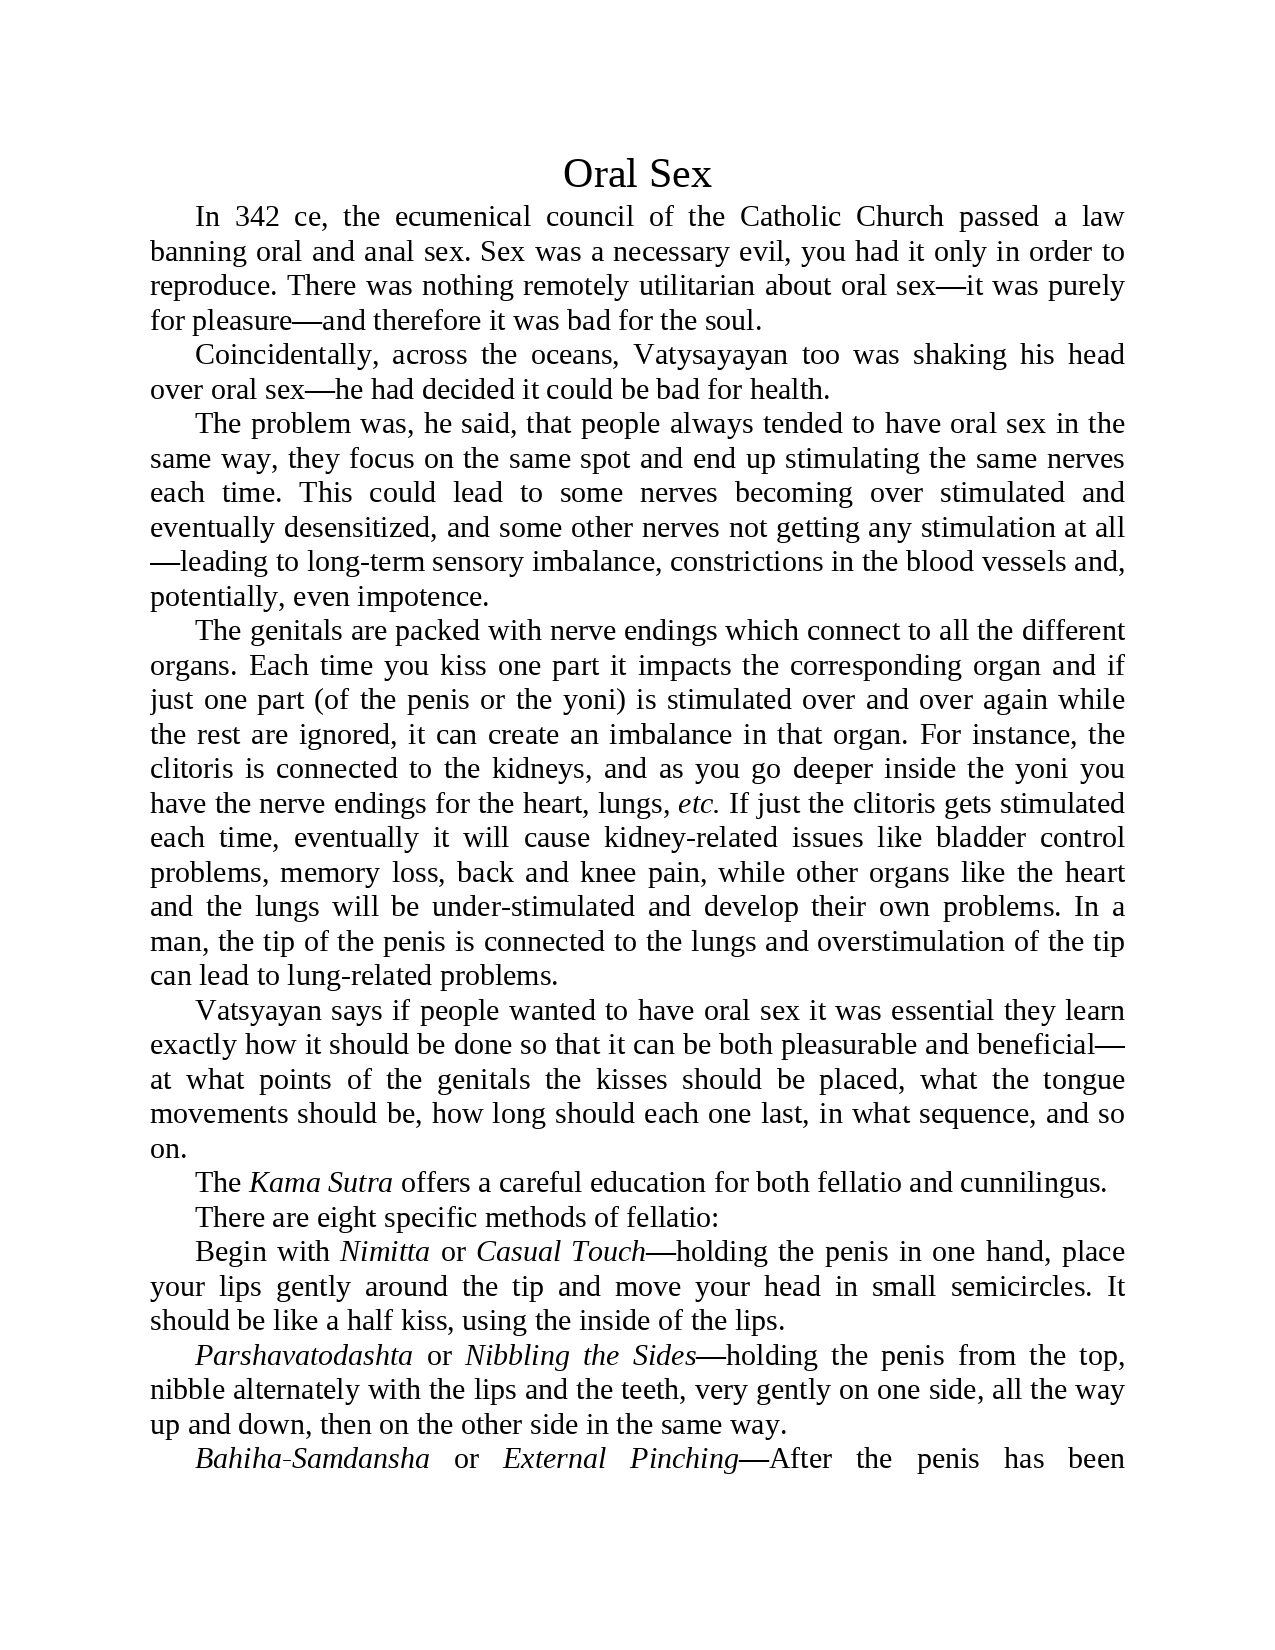 Oral Sex
In 342 ce, the ecumenical council of the Catholic Church passed a law
banning oral and anal sex. Sex was a necessary evil, you had it only in order to
reproduce. There was nothing remotely utilitarian about oral sex—it was purely
for pleasure—and therefore it was bad for the soul.
Coincidentally, across the oceans, Vatysayayan too was shaking his head
over oral sex—he had decided it could be bad for health.
The problem was, he said, that people always tended to have oral sex in the
same way, they focus on the same spot and end up stimulating the same nerves
each time. This could lead to some nerves becoming over stimulated and
eventually desensitized, and some other nerves not getting any stimulation at all
—leading to long-term sensory imbalance, constrictions in the blood vessels and,
potentially, even impotence.
The genitals are packed with nerve endings which connect to all the different
organs. Each time you kiss one part it impacts the corresponding organ and if
just one part (of the penis or the yoni) is stimulated over and over again while
the rest are ignored, it can create an imbalance in that organ. For instance, the
clitoris is connected to the kidneys, and as you go deeper inside the yoni you
have the nerve endings for the heart, lungs, etc. If just the clitoris gets stimulated
each time, eventually it will cause kidney-related issues like bladder control
problems, memory loss, back and knee pain, while other organs like the heart
and the lungs will be under-stimulated and develop their own problems. In a
man, the tip of the penis is connected to the lungs and overstimulation of the tip
can lead to lung-related problems.
Vatsyayan says if people wanted to have oral sex it was essential they learn
exactly how it should be done so that it can be both pleasurable and beneficial—
at what points of the genitals the kisses should be placed, what the tongue
movements should be, how long should each one last, in what sequence, and so
on.
The Kama Sutra offers a careful education for both fellatio and cunnilingus.
There are eight specific methods of fellatio:
Begin with Nimitta or Casual Touch—holding the penis in one hand, place
your lips gently around the tip and move your head in small semicircles. It
should be like a half kiss, using the inside of the lips.
Parshavatodashta or Nibbling the Sides—holding the penis from the top,
nibble alternately with the lips and the teeth, very gently on one side, all the way
up and down, then on the other side in the same way.
Bahiha-Samdansha or External Pinching—After the penis has been